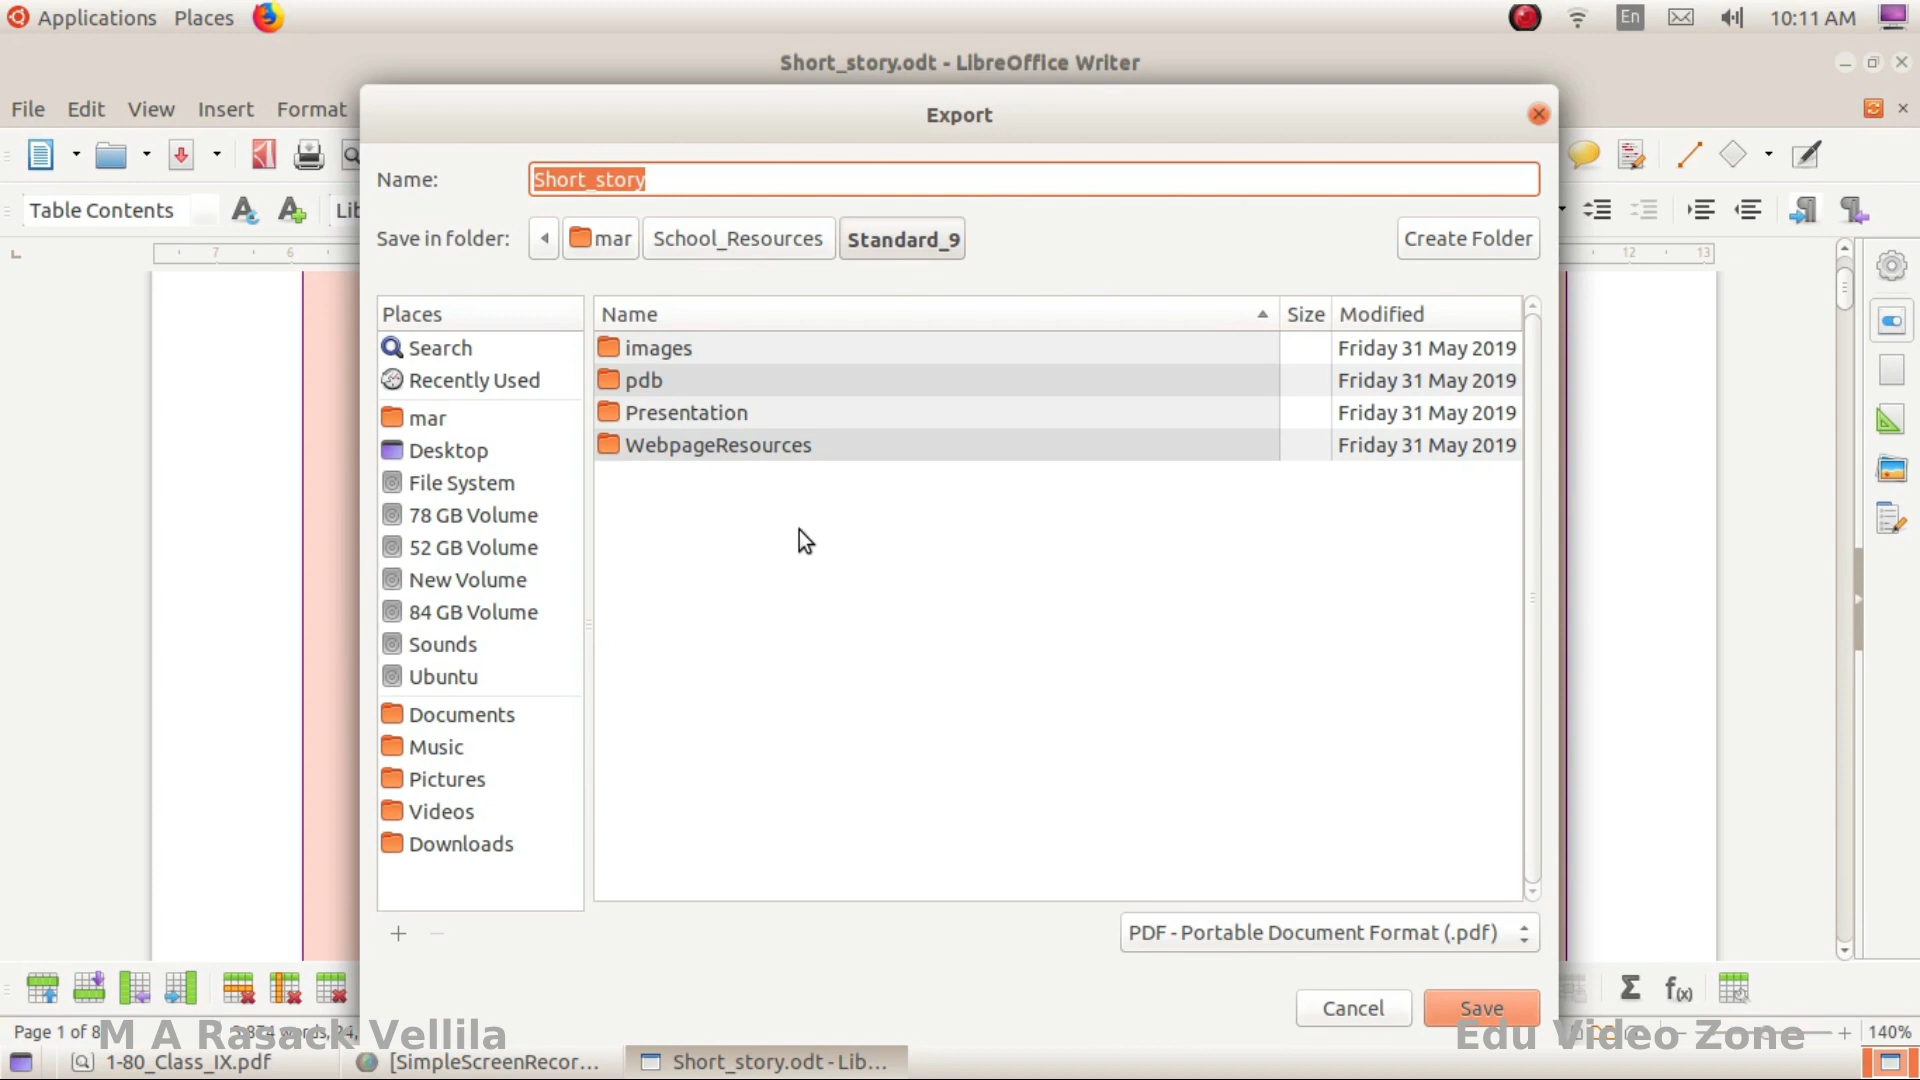 Applications Places En 10:11 AM
Short_story.odt - LibreOffice Writer
File Edit View Insert Format
Export
Name: Short_story
Table Contents Lib
Save in folder: mar School_Resources Standard_9 Create Folder
7 6 12 13
Places Name Size Modified
Search images Friday 31 May 2019
Recently Used pdb Friday 31 May 2019
Presentation Friday 31 May 2019
mar
WebpageResources Friday 31 May 2019
Desktop
File System
78 GB Volume
52 GB Volume
New Volume
84 GB Volume
Sounds
Ubuntu
Documents
Music
Pictures
Videos
Downloads
PDF - Portable Document Format (.pdf)
Σ f(x)
Cancel Save
Page 1 of 8 140%
M A Rasack Vellila Edu Video Zone
1-80_Class_IX.pdf [SimpleScreenRecor... Short_story.odt - Lib...